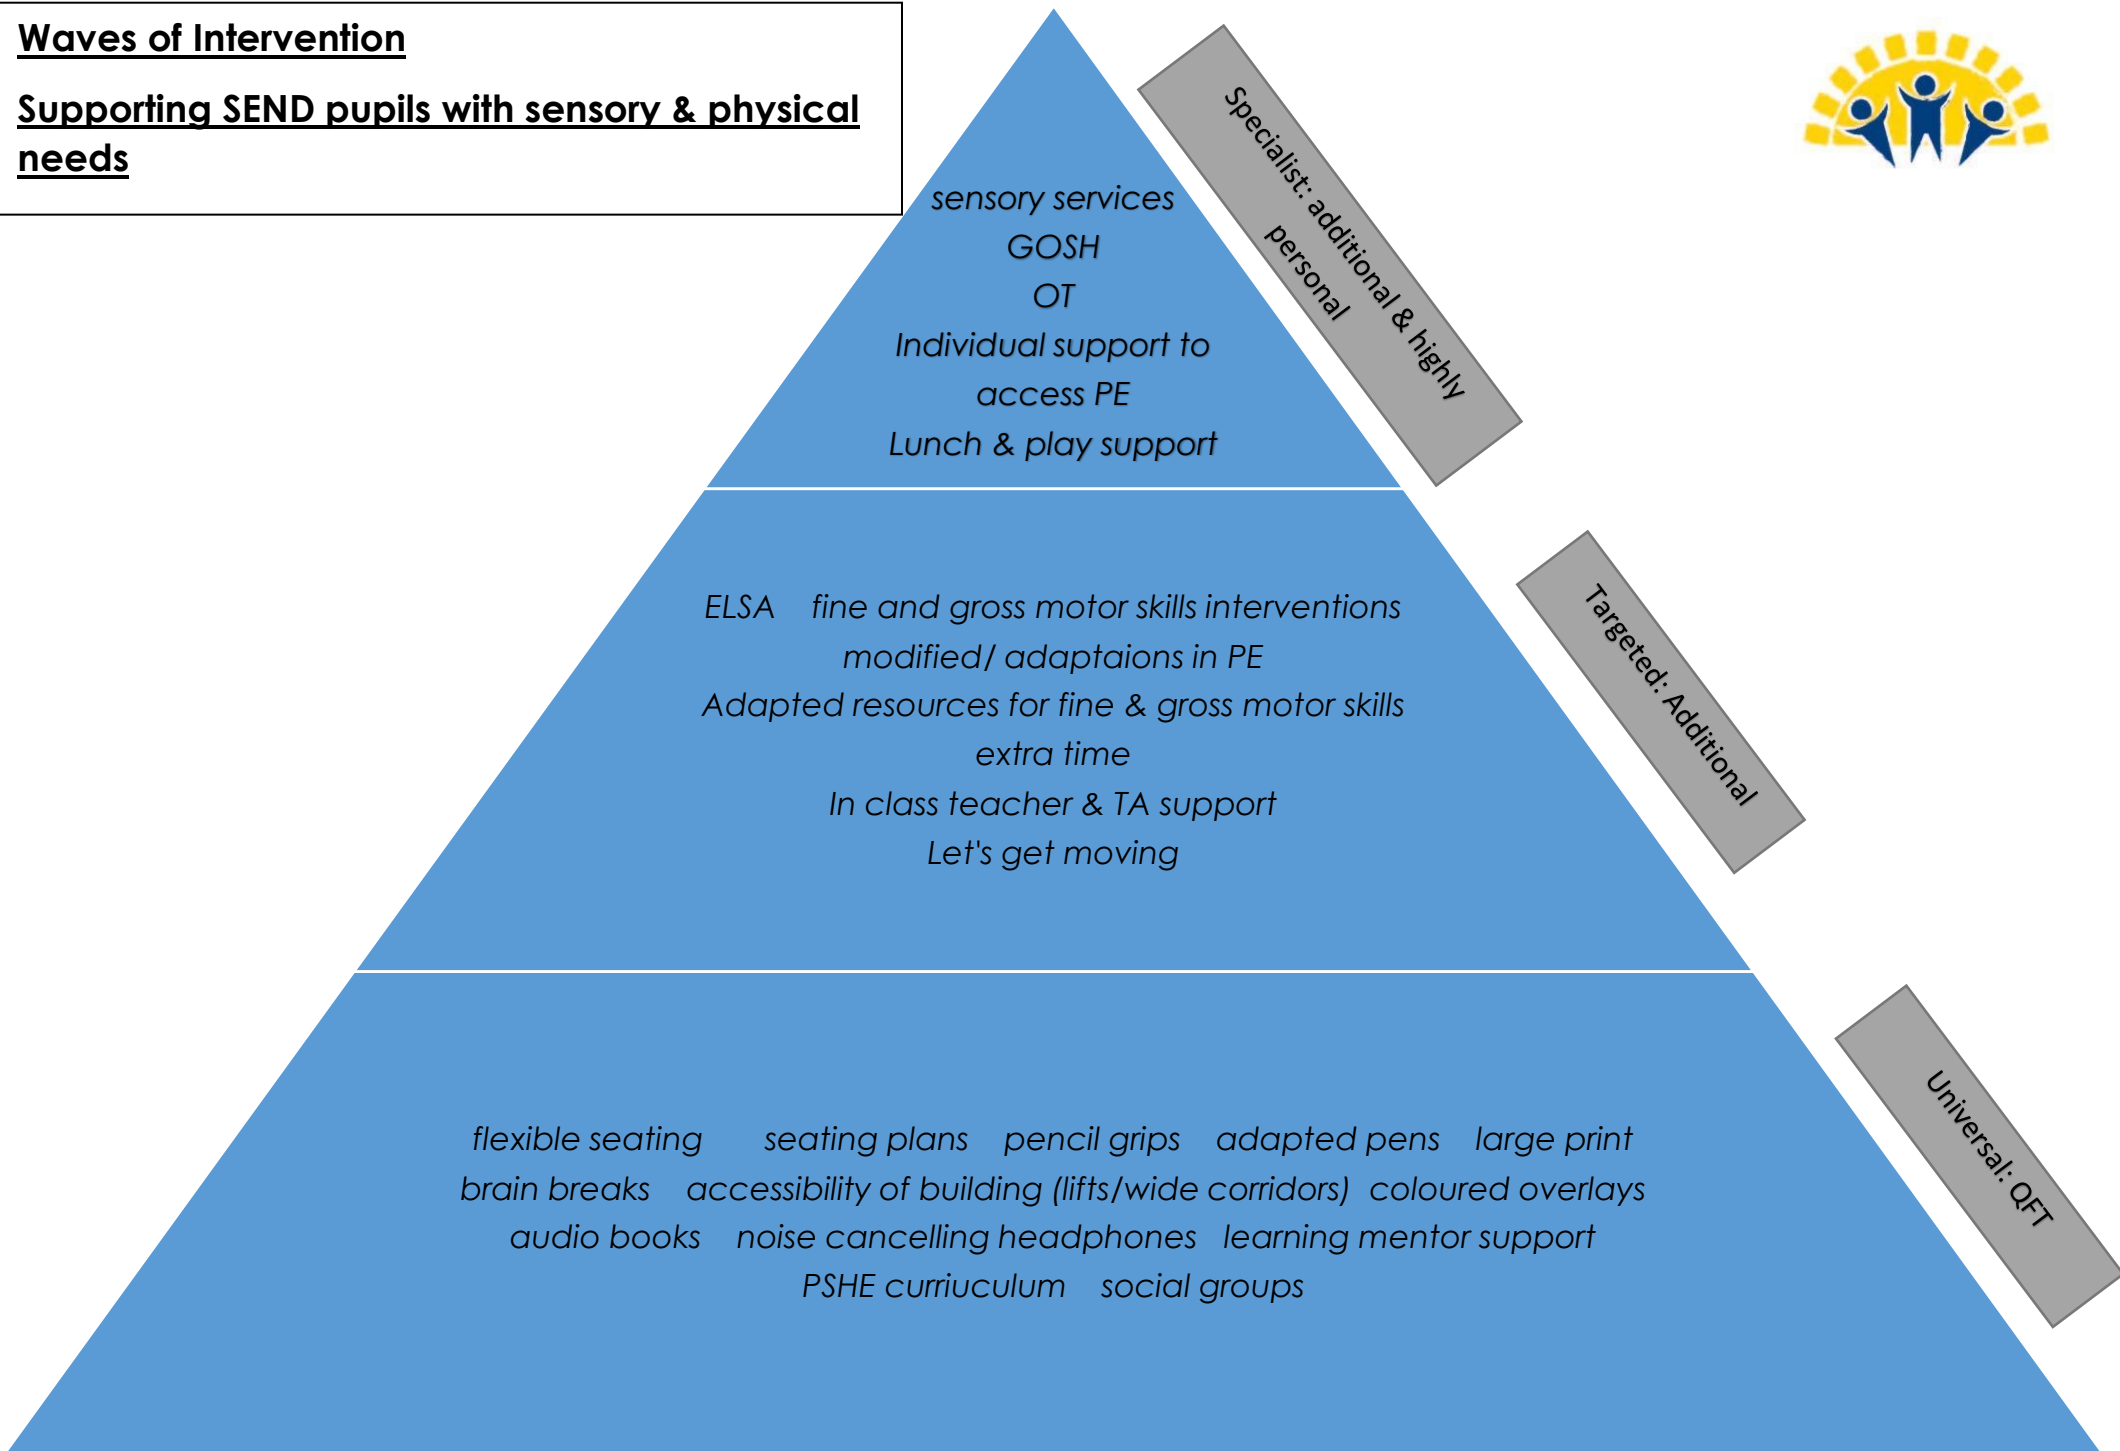 Waves of Intervention
Supporting SEND pupils with sensory & physical
needs
sensory services
GOSH
OT
Individual support to
access PE
Lunch & play support
Specialist: additional & highly
personal
ELSA fine and gross motor skills interventions
modified/ adaptaions in PE
Adapted resources for fine & gross motor skills
extra time
In class teacher & TA support
Let's get moving
Targeted: Additional
flexible seating seating plans pencil grips adapted pens large print
brain breaks accessibility of building (lifts/wide corridors) coloured overlays
audio books noise cancelling headphones learning mentor support
PSHE curriuculum social groups
Universal: QFT